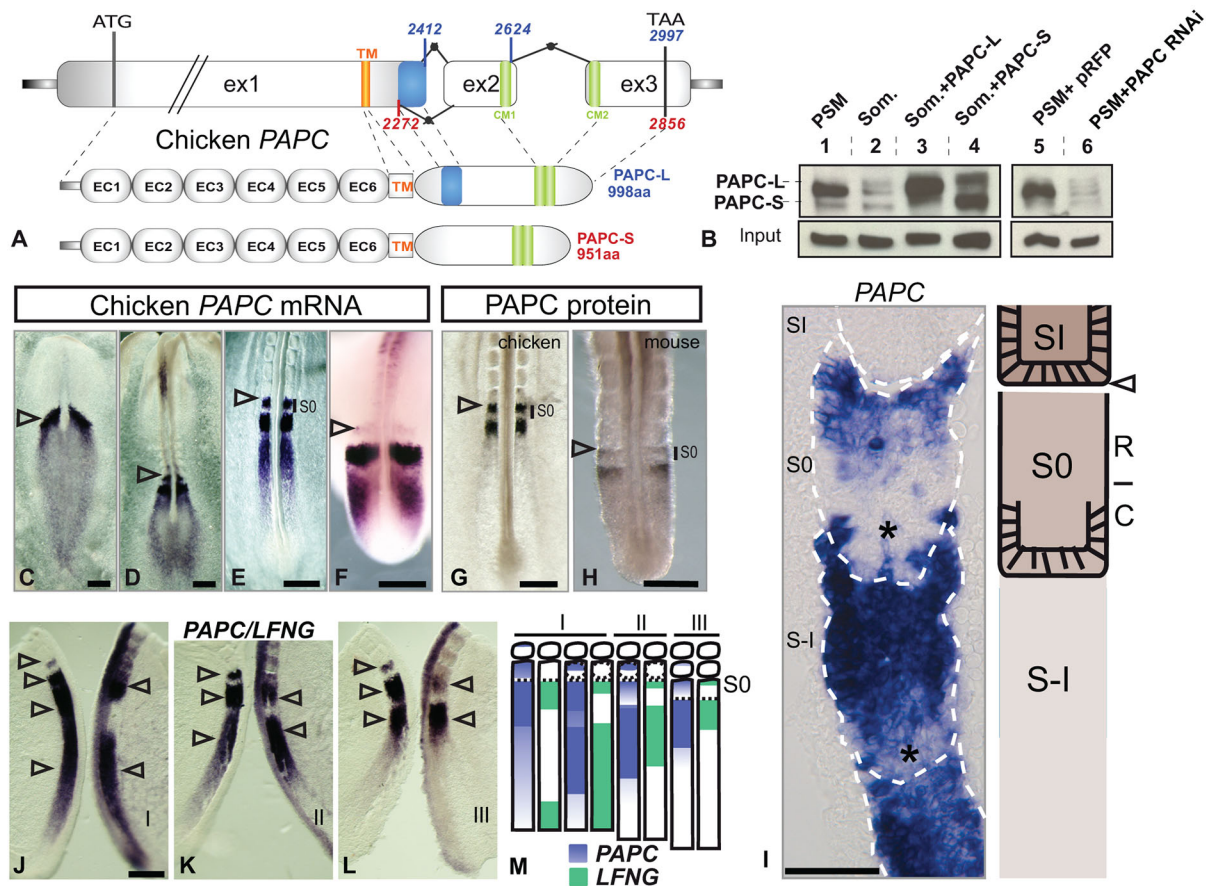 ATG
2412
2624
TAA
2997
TM
ex1
ex2
ex3
CM1
CM2
2272
2856
Chicken PAPC
EC1 EC2 EC3 EC4 EC5 EC6 TM
PAPC-L
998aa
A
EC1 EC2 EC3 EC4 EC5 EC6 TM
PAPC-S
951aa
PSM
Som.
Som.+PAPC-L
Som.+PAPC-S
PSM+ pRFP
PSM+PAPC RNAi
1 2 3 4 5 6
PAPC-L
PAPC-S
B
Input
Chicken PAPC mRNA
PAPC protein
chicken
mouse
S0
S0
S0
C
D
E
F
G
H
PAPC
SI
S0
*
S-I
*
I
SI
S0
R
C
S-I
PAPC/LFNG
I
II
III
J
K
L
I II III
S0
M
PAPC
LFNG